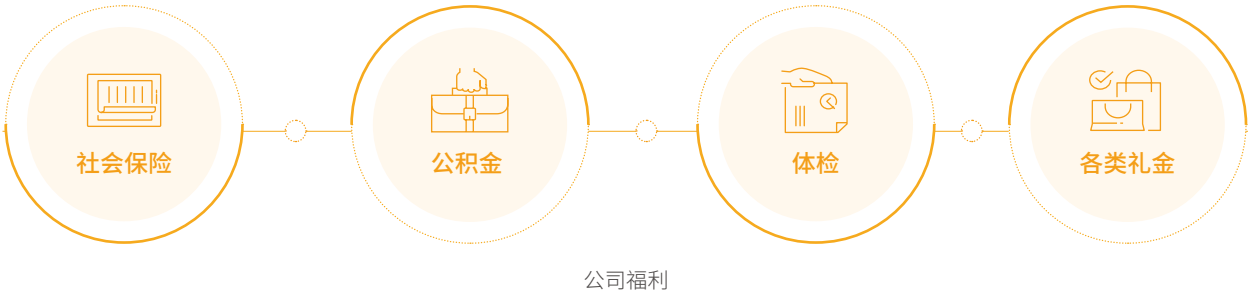 社会保险
公积金
体检
各类礼金
公司福利